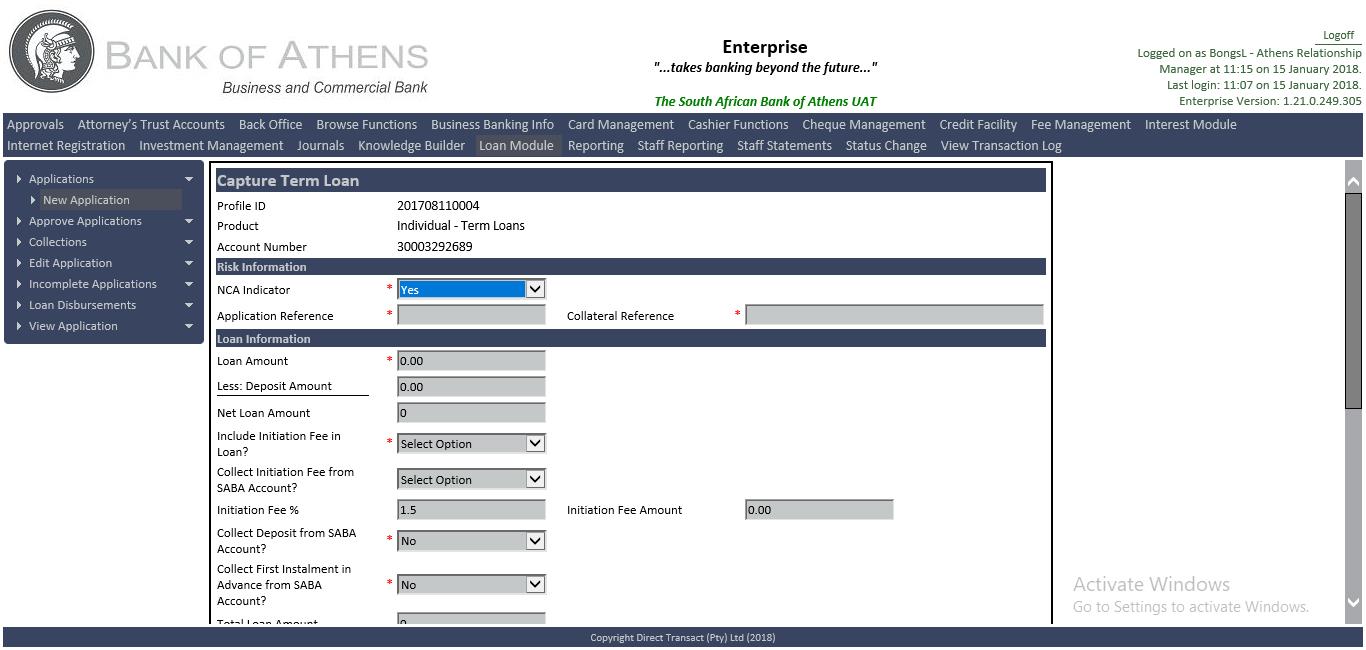 BANK OF ATHENS
Business and Commercial Bank
Enterprise
"...takes banking beyond the future..."
The South African Bank of Athens UAT
Logoff
Logged on as BongsL - Athens Relationship
Manager at 11:15 on 15 January 2018.
Last login: 11:07 on 15 January 2018.
Enterprise Version: 1.21.0.249.305
Approvals Attorney's Trust Accounts Back Office Browse Functions Business Banking Info Card Management Cashier Functions Cheque Management Credit Facility Fee Management Interest Module
Internet Registration Investment Management Journals Knowledge Builder Loan Module Reporting Staff Reporting Staff Statements Status Change View Transaction Log
Applications
New Application
Approve Applications
Collections
Edit Application
Incomplete Applications
Loan Disbursements
View Application
Capture Term Loan
Profile ID 201708110004
Product Individual - Term Loans
Account Number 30003292689
Risk Information
NCA Indicator * Yes
Application Reference * Collateral Reference *
Loan Information
Loan Amount * 0.00
Less: Deposit Amount 0.00
Net Loan Amount 0
Include Initiation Fee in
Loan? * Select Option
Collect Initiation Fee from
SABA Account? Select Option
Initiation Fee % 1.5 Initiation Fee Amount 0.00
Collect Deposit from SABA
Account? * No
Collect First Instalment in
Advance from SABA * No
Account?
Total Loan Amount 0
Activate Windows
Go to Settings to activate Windows.
Copyright Direct Transact (Pty) Ltd (2018)